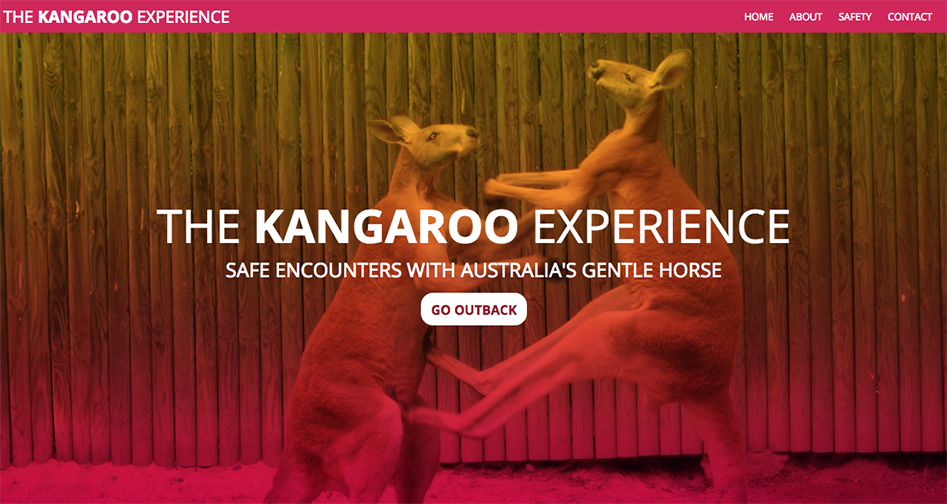 THE KANGAROO EXPERIENCE
HOME ABOUT SAFETY CONTACT
THE KANGAROO EXPERIENCE
SAFE ENCOUNTERS WITH AUSTRALIA'S GENTLE HORSE
GO OUTBACK